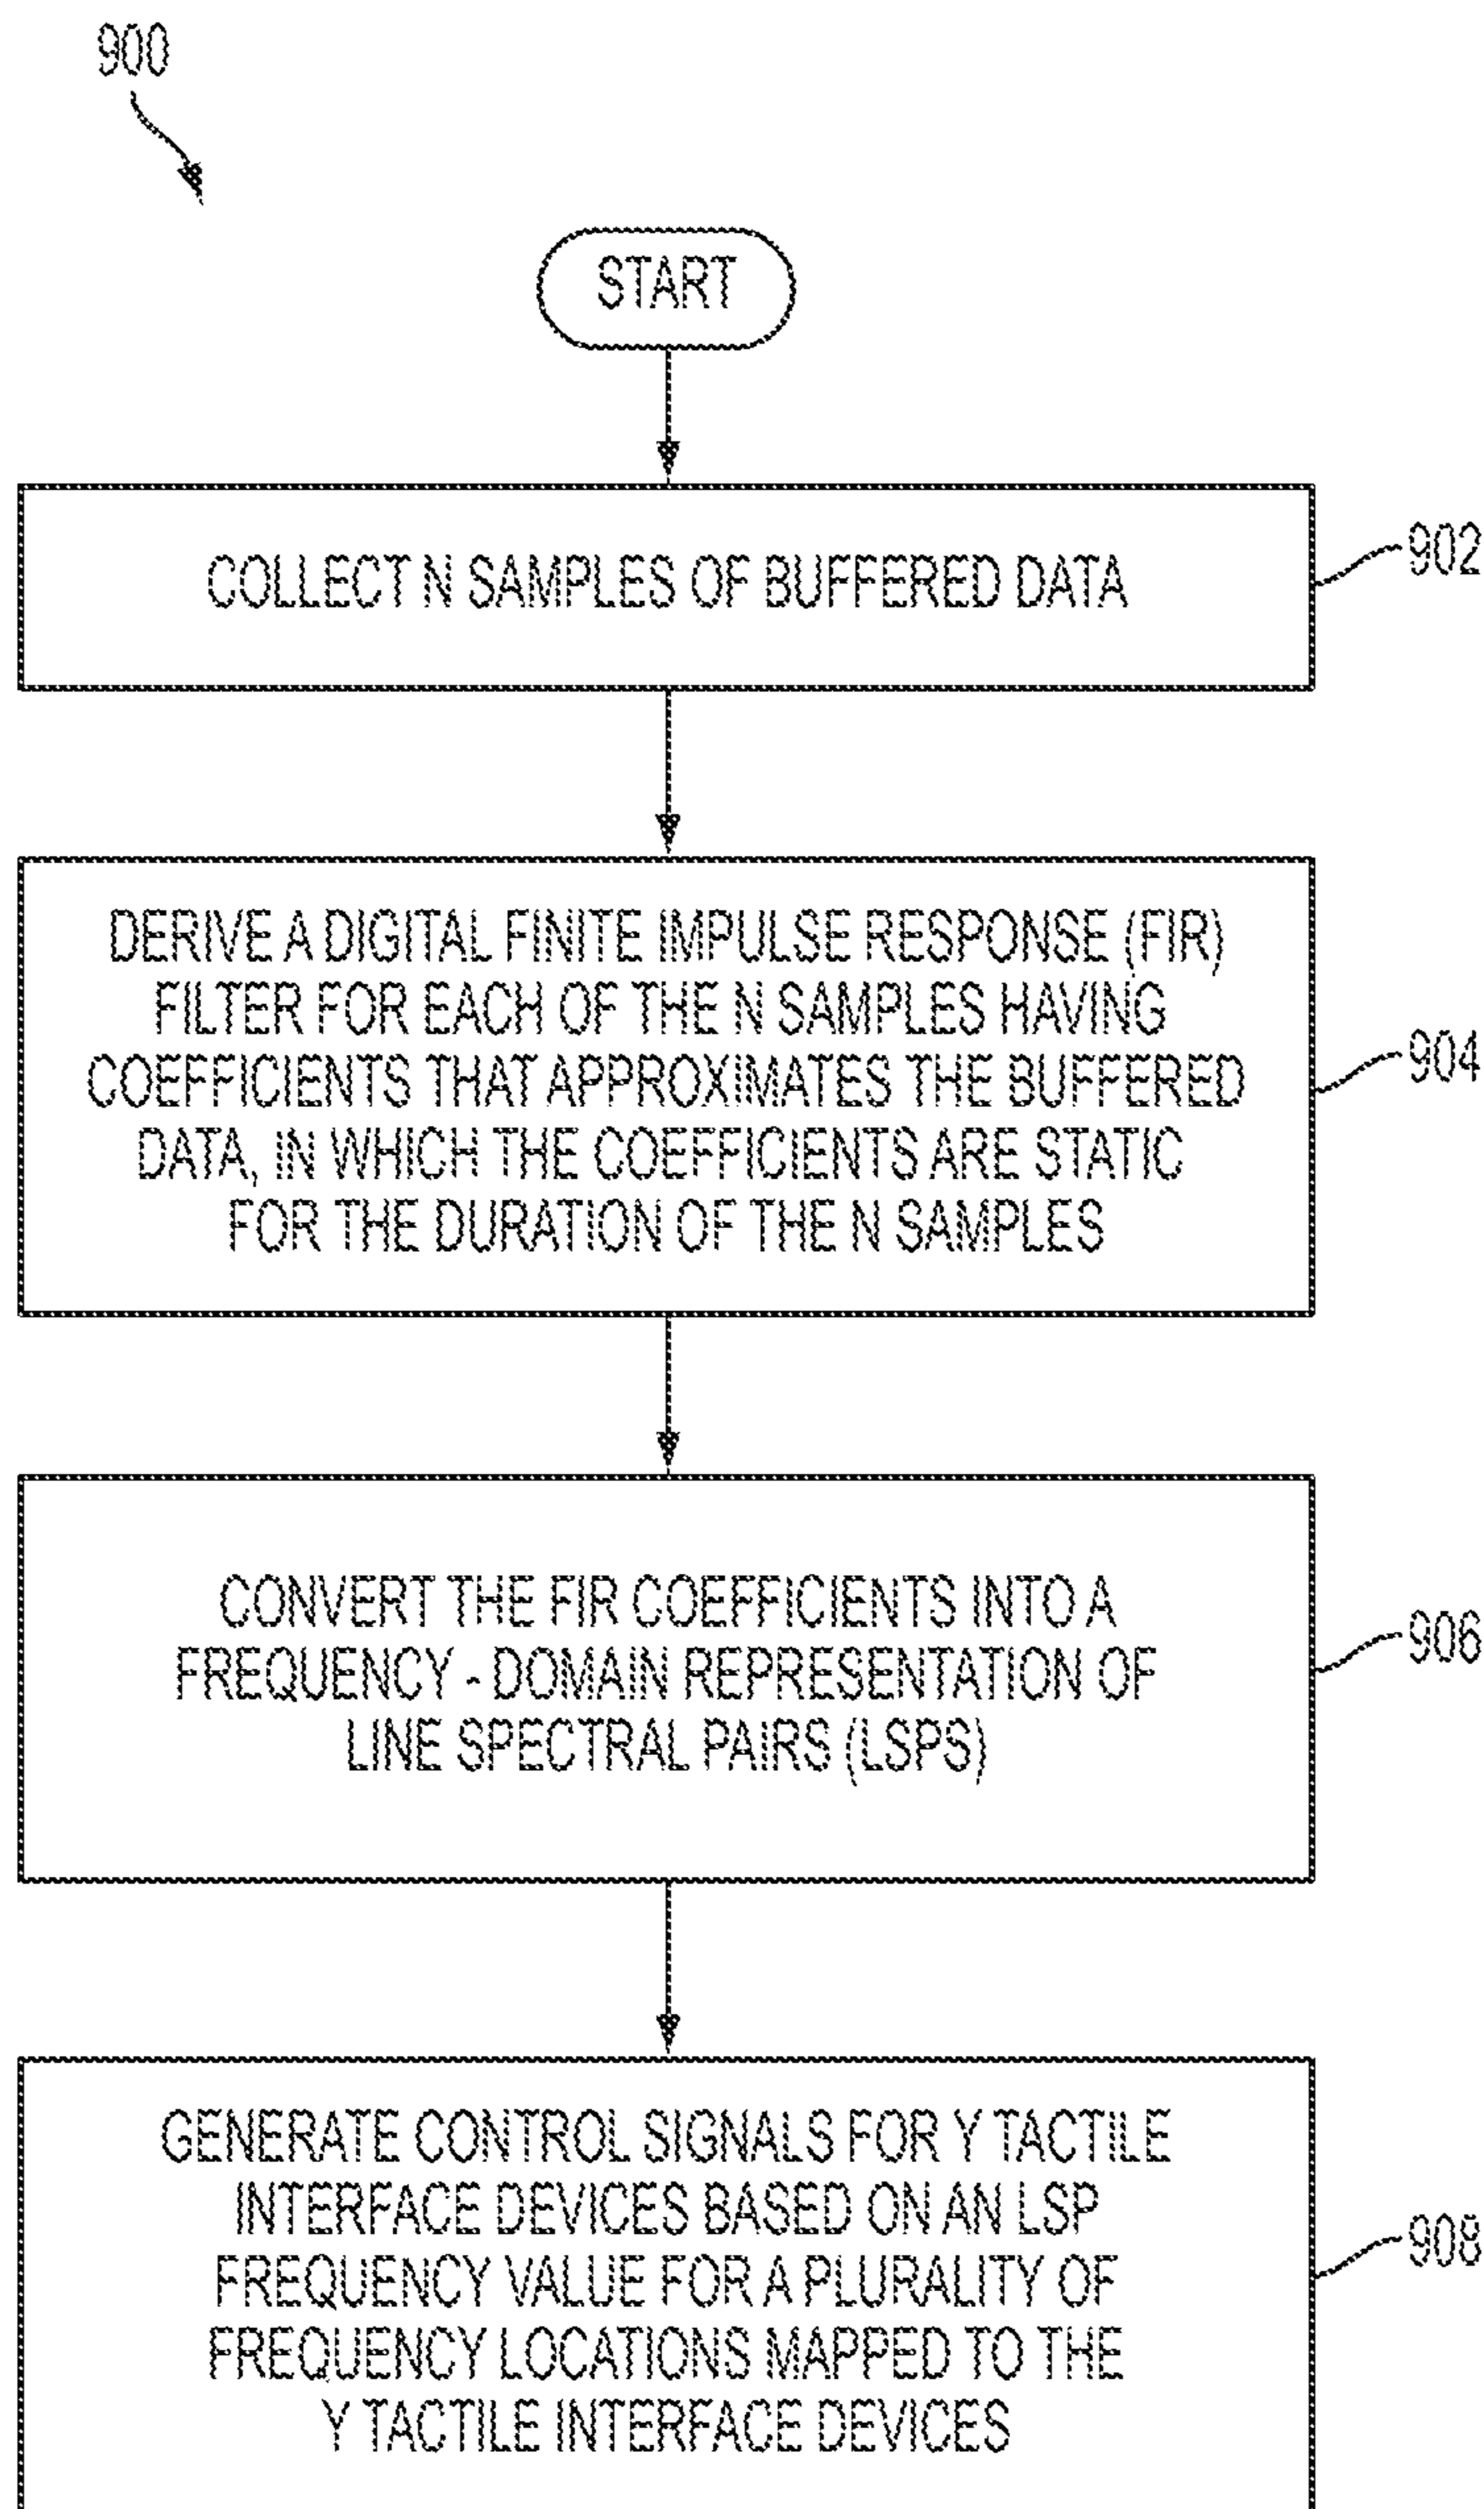 900
START
COLLECT N SAMPLES OF BUFFERED DATA
902
DERIVE A DIGITAL FINITE IMPULSE RESPONSE (FIR)
FILTER FOR EACH OF THE N SAMPLES HAVING
COEFFICIENTS THAT APPROXIMATES THE BUFFERED
DATA, IN WHICH THE COEFFICIENTS ARE STATIC
FOR THE DURATION OF THE N SAMPLES
904
CONVERT THE FIR COEFFICIENTS INTO A
FREQUENCY - DOMAIN REPRESENTATION OF
LINE SPECTRAL PAIRS (LSPS)
906
GENERATE CONTROL SIGNALS FOR Y TACTILE
INTERFACE DEVICES BASED ON AN LSP
FREQUENCY VALUE FOR A PLURALITY OF
FREQUENCY LOCATIONS MAPPED TO THE
Y TACTILE INTERFACE DEVICES
908